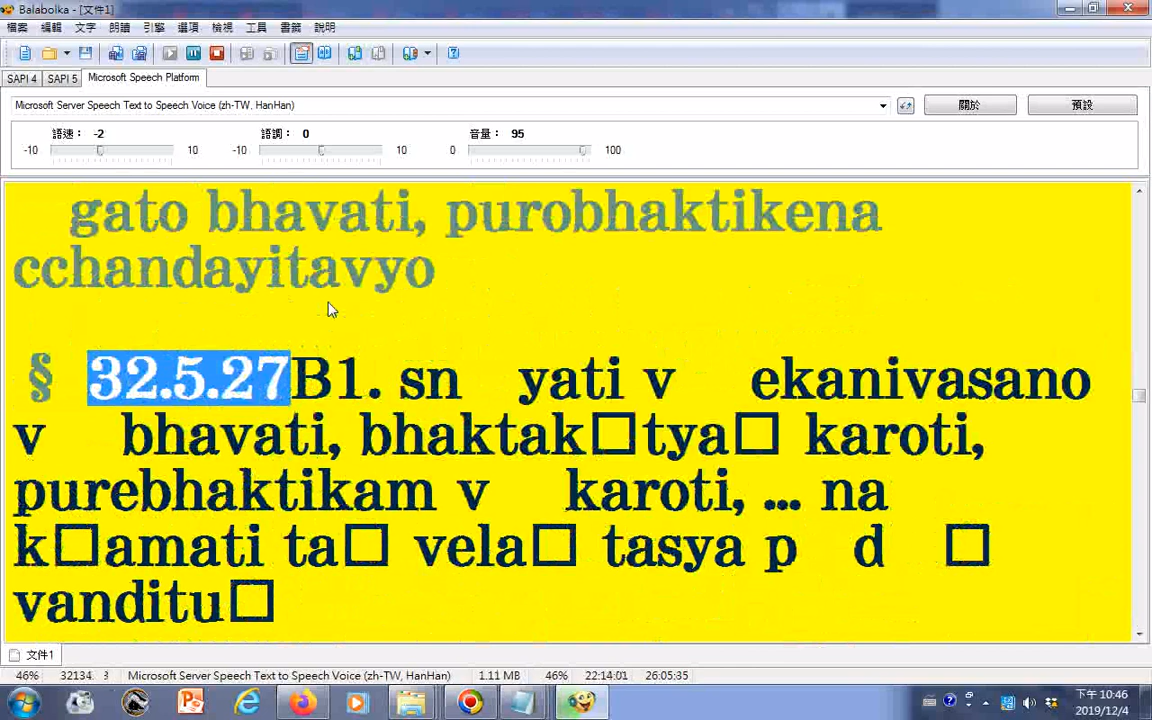 Balabolka - [文件1]
檔案 編輯 文字 朗讀 引擎 選項 檢視 工具 書籤 說明
SAPI 4 SAPI 5 Microsoft Speech Platform
Microsoft Server Speech Text to Speech Voice (zh-TW, HanHan) 關於 預設
語速： -2 語調： 0 音量： 95
-10 10 -10 10 0 100
gato bhavati, purobhaktikena
cchandayitavyo
§ 32.5.27B1. sn yati v ekanivasano
v bhavati, bhaktak□tya□ karoti,
purebhaktikam v karoti, ... na
k□amati ta□ vela□ tasya p d □
vanditu□
文件1
46% 32134 3 Microsoft Server Speech Text to Speech Voice (zh-TW, HanHan) 1.11 MB 46% 22:14:01 26:05:35
下午 10:46
2019/12/4